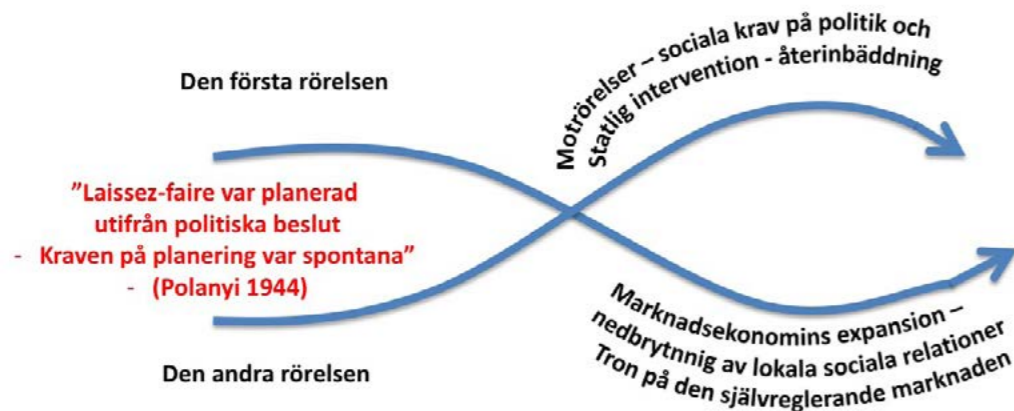 Den första rörelsen
Motrörelser – sociala krav på politik och
Statlig intervention - återinbäddning
"Laissez-faire var planerad
utifrån politiska beslut
- Kraven på planering var spontana"
- (Polanyi 1944)
Den andra rörelsen
Marknadsekonomins expansion –
nedbrytnnig av lokala sociala relationer
Tron på den självreglerande marknaden